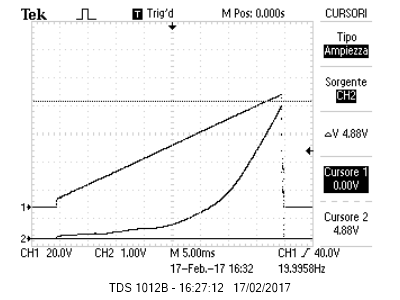 Tek T Trig'd M Pos: 0.000s CURSORI
Tipo
Ampiezza
Sorgente
CH2
△V 4.88V
Cursore 1
0.00V
Cursore 2
4.88V
1
2
CH1 20.0V CH2 1.00V M 5.00ms CH1 / 40.0V
17-Feb.-17 16:32 19.3958Hz
TDS 1012B - 16:27:12 17/02/2017